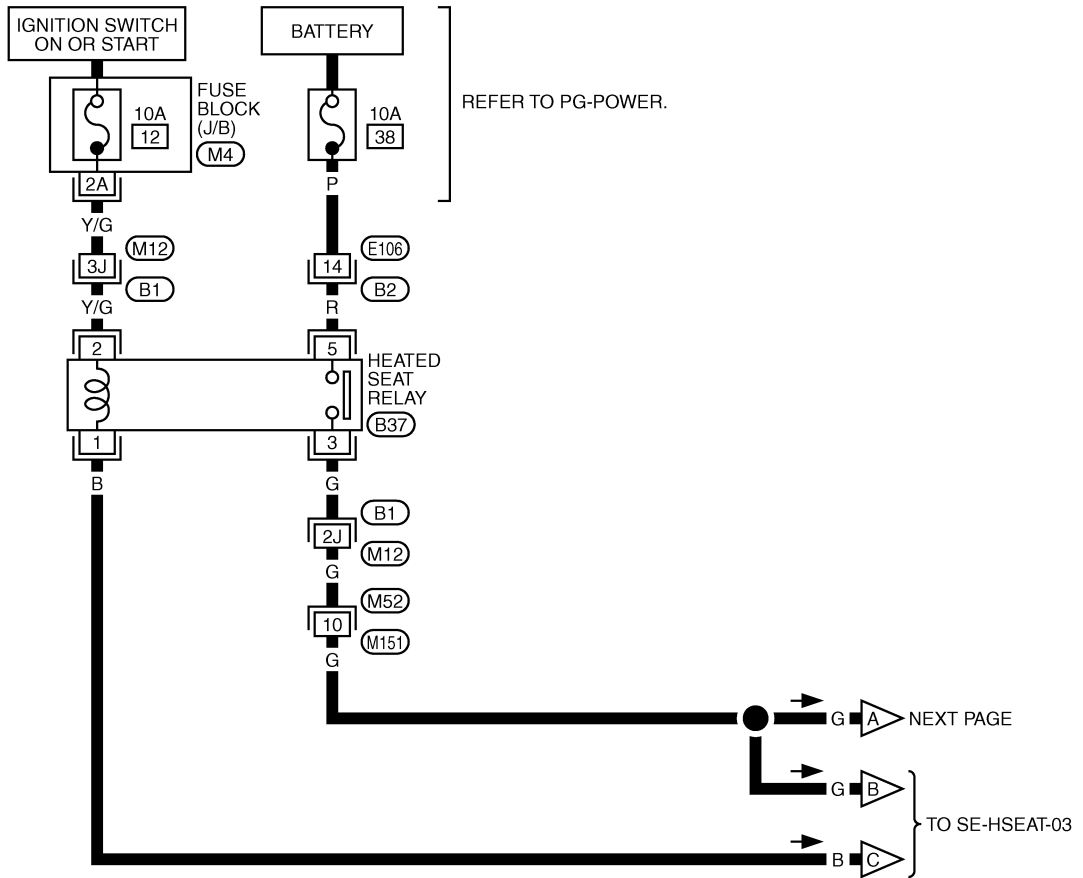 IGNITION SWITCH
ON OR START
BATTERY
REFER TO PG-POWER.
FUSE
BLOCK
(J/B)
M4
10A
12
10A
38
2A
P
Y/G
M12
3J
B1
Y/G
E106
14
B2
R
2
5
HEATED
SEAT
RELAY
B37
1
3
B
G
B1
2J
M12
G
M52
10
M151
G
G
A
NEXT PAGE
G
B
TO SE-HSEAT-03
B
C